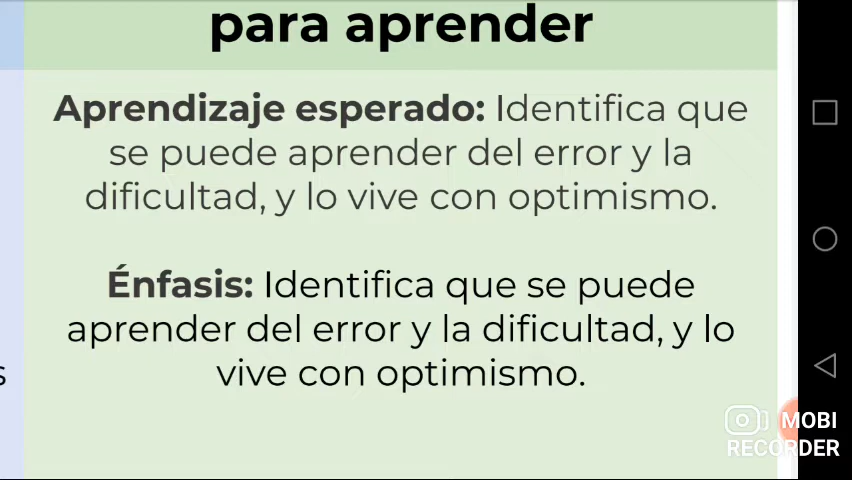 para aprender
Aprendizaje esperado: Identifica que
se puede aprender del error y la
dificultad, y lo vive con optimismo.
Énfasis: Identifica que se puede
aprender del error y la dificultad, y lo
vive con optimismo.
s
MOBI
RECORDER